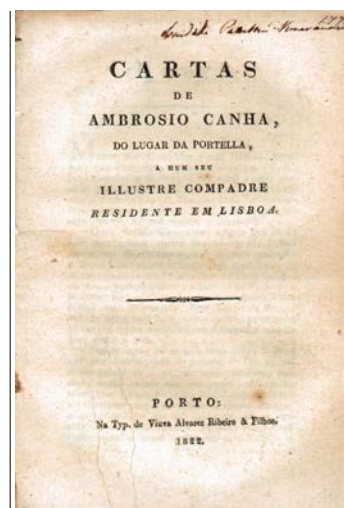 CARTAS
DE
AMBROSIO CANHA,
DO LUGAR DA PORTELLA,
A HUM SEU
ILLUSTRE COMPADRE
RESIDENTE EM LISBOA.
PORTO:
Na Typ. de Viuva Alvarez Ribeiro & Filhos.
1822.